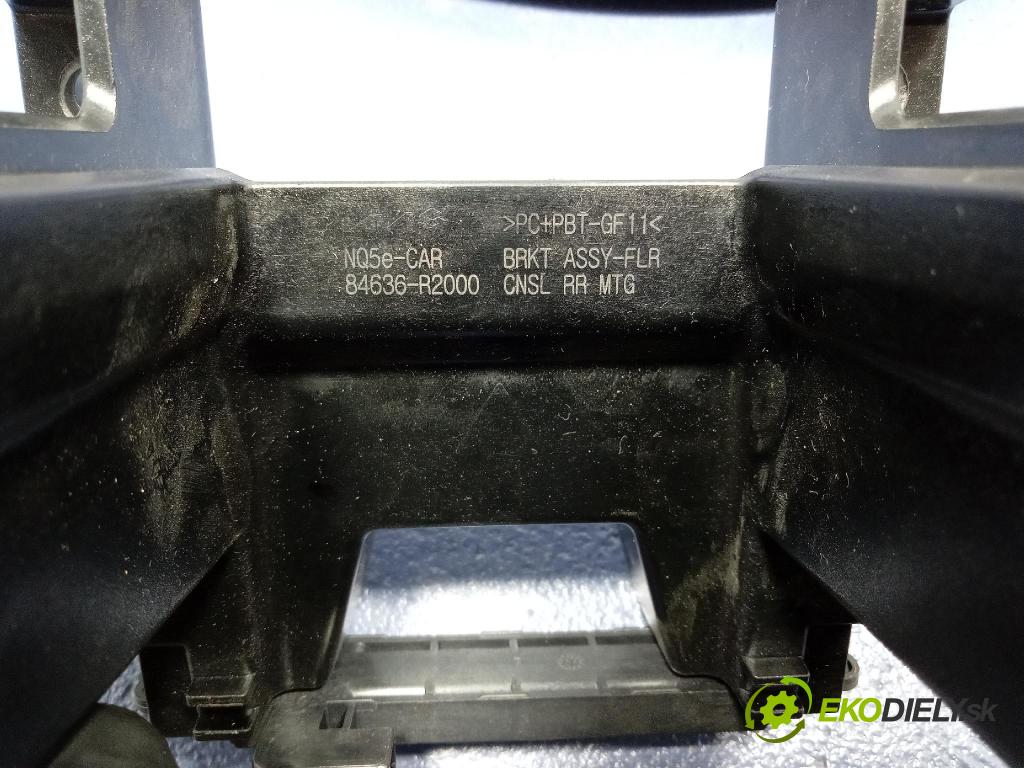 >PC+PBT-GF11<
NQ5e-CAR BRKT ASSY-FLR
84636-R2000 CNSL RR MTG
EKODIELY.sk